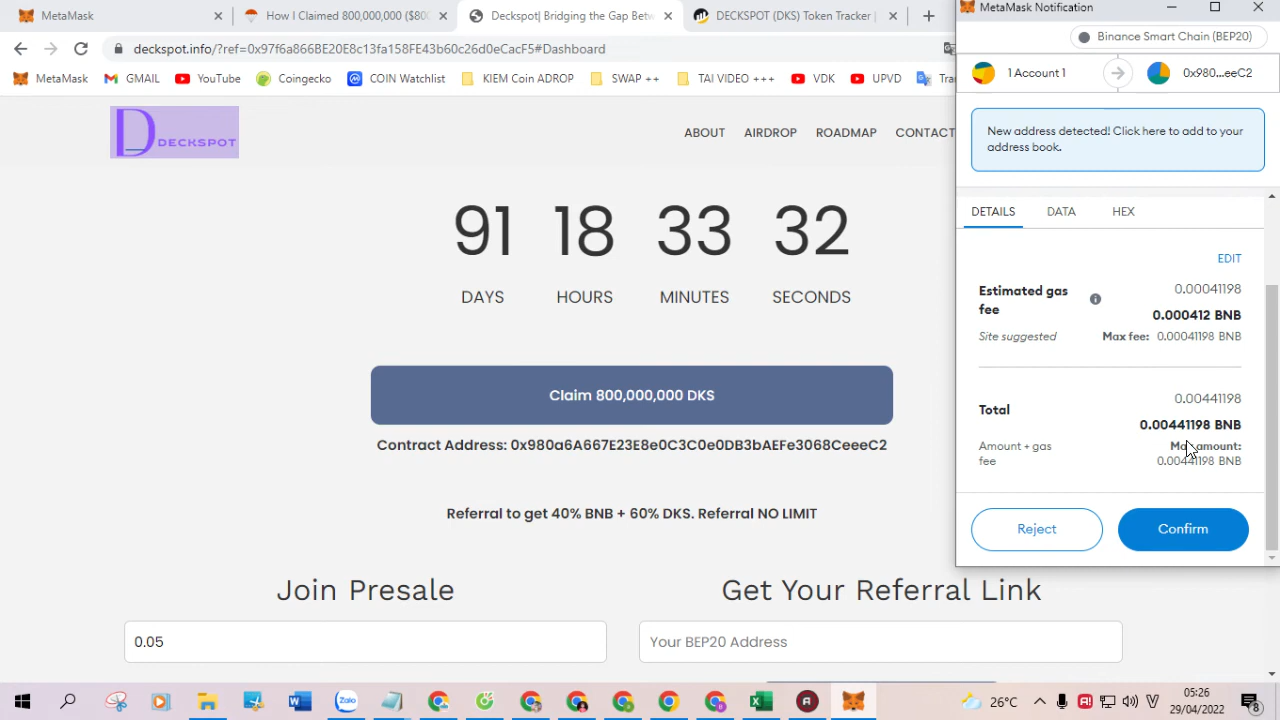 MetaMask
How I Claimed 800,000,000 ($80
Deckspot| Bridging the Gap Betw
DECKSPOT (DKS) Token Tracker |
deckspot.info/?ref=0x97f6a866BE20E8c13fa158FE43b60c26d0eCacF5#Dashboard
MetaMask
GMAIL
YouTube
Coingecko
COIN Watchlist
KIEM Coin ADROP
SWAP ++
TAI VIDEO +++
VDK
UPVD
Tran
DECKSPOT
ABOUT
AIRDROP
ROADMAP
CONTACT
91 18 33 32
DAYS HOURS MINUTES SECONDS
Claim 800,000,000 DKS
Contract Address: 0x980a6A667E23E8e0C3C0e0DB3bAEFe3068CeeeC2
Referral to get 40% BNB + 60% DKS. Referral NO LIMIT
Join Presale
0.05
Get Your Referral Link
Your BEP20 Address
MetaMask Notification
Binance Smart Chain (BEP20)
1 Account 1
0x980...eeC2
New address detected! Click here to add to your
address book.
DETAILS
DATA
HEX
EDIT
Estimated gas
fee
0.00041198
0.000412 BNB
Site suggested
Max fee: 0.00041198 BNB
0.00441198
Total
0.00441198 BNB
Amount + gas
fee
Max amount:
0.00441198 BNB
Reject
Confirm
Zalo
26°C
05:26
29/04/2022
8